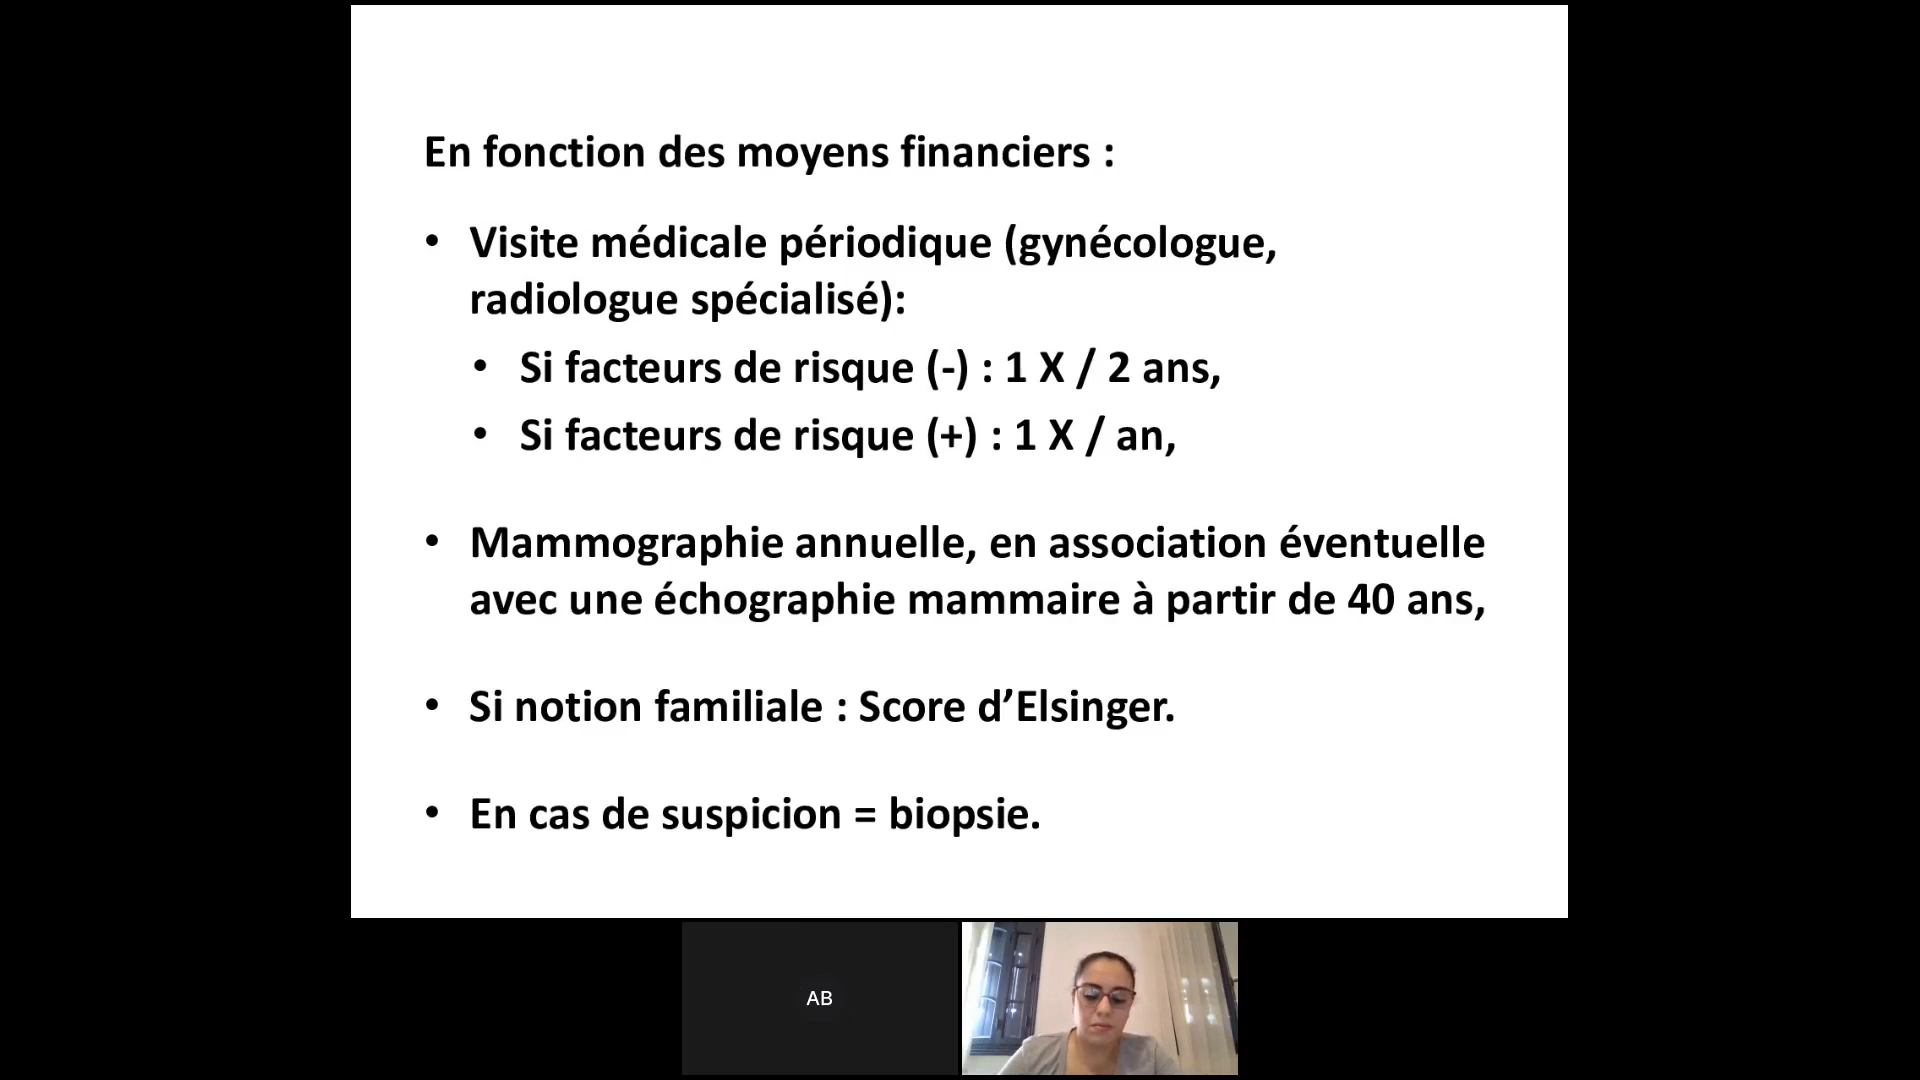 En fonction des moyens financiers :
• Visite médicale périodique (gynécologue,
radiologue spécialisé):
• Si facteurs de risque (-) : 1 X / 2 ans,
• Si facteurs de risque (+) : 1 X / an,
• Mammographie annuelle, en association éventuelle
avec une échographie mammaire à partir de 40 ans,
• Si notion familiale : Score d’Elsinger.
• En cas de suspicion = biopsie.
AB